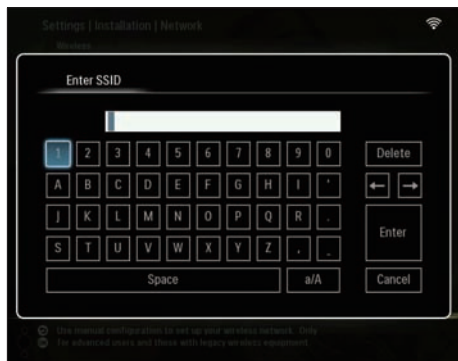 Settings | Installation | Network
Wireless
Enter SSID
1 2 3 4 5 6 7 8 9 0 Delete
A B C D E F G H I ' ← →
J K L M N O P Q R . Enter
S T U V W X Y Z , _
Space a/A Cancel
Use manual configuration to set up your wireless network. Only
for advanced users and those with legacy wireless equipment.